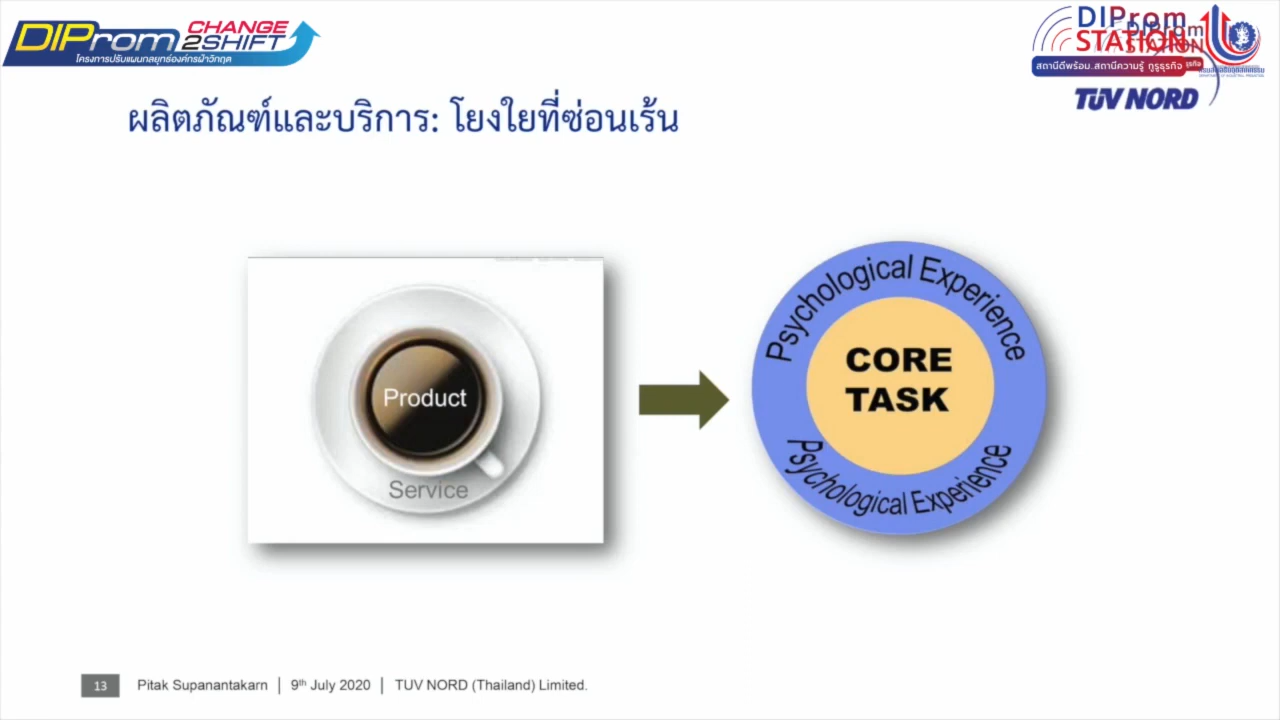 DIProm CHANGE
2SHIFT
โครงการปรับแผนกลยุทธ์องค์กรฝ่าวิกฤต
DIProm
STATION
สถานีดีพร้อม สถานีความรู้ กูรูธุรกิจ
TÜV NORD
ผลิตภัณฑ์และบริการ: โยงใยที่ซ่อนเร้น
Product
Service
Psychological Experience
CORE
TASK
Psychological Experience
13 Pitak Supanantakarn | 9th July 2020 | TUV NORD (Thailand) Limited.